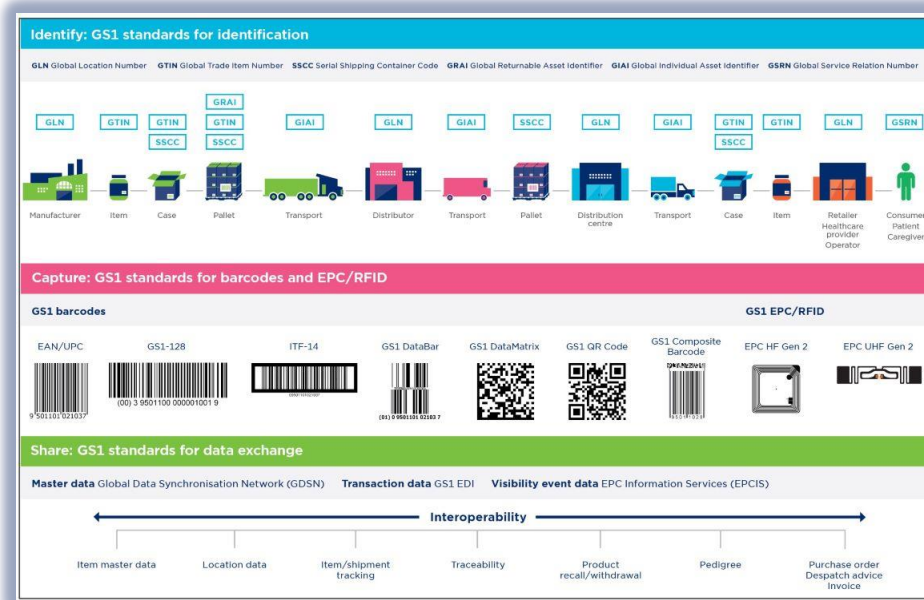 Identify: GS1 standards for identification
GLN Global Location Number GTIN Global Trade Item Number SSCC Serial Shipping Container Code GRAI Global Returnable Asset Identifier GIAI Global Individual Asset Identifier GSRN Global Service Relation Number
GRAI
GLN GTIN GTIN GTIN GIAI GLN GIAI SSCC GLN GIAI GTIN GTIN GLN GSRN
SSCC SSCC SSCC
Manufacturer Item Case Pallet Transport Distributor Transport Pallet Distribution Transport Case Item Retailer Consumer
centre Healthcare Patient
provider Caregiver
Operator
Capture: GS1 standards for barcodes and EPC/RFID
GS1 barcodes GS1 EPC/RFID
EAN/UPC GS1-128 ITF-14 GS1 DataBar GS1 DataMatrix GS1 QR Code GS1 Composite EPC HF Gen 2 EPC UHF Gen 2
Barcode
(00) 3 9501100 000001001 9
9 501101 021037 (01) 0 9501101 02103 7
Share: GS1 standards for data exchange
Master data Global Data Synchronisation Network (GDSN) Transaction data GS1 EDI Visibility event data EPC Information Services (EPCIS)
Interoperability
Item master data Location data Item/shipment Traceability Product Pedigree Purchase order
tracking recall/withdrawal Despatch advice
Invoice